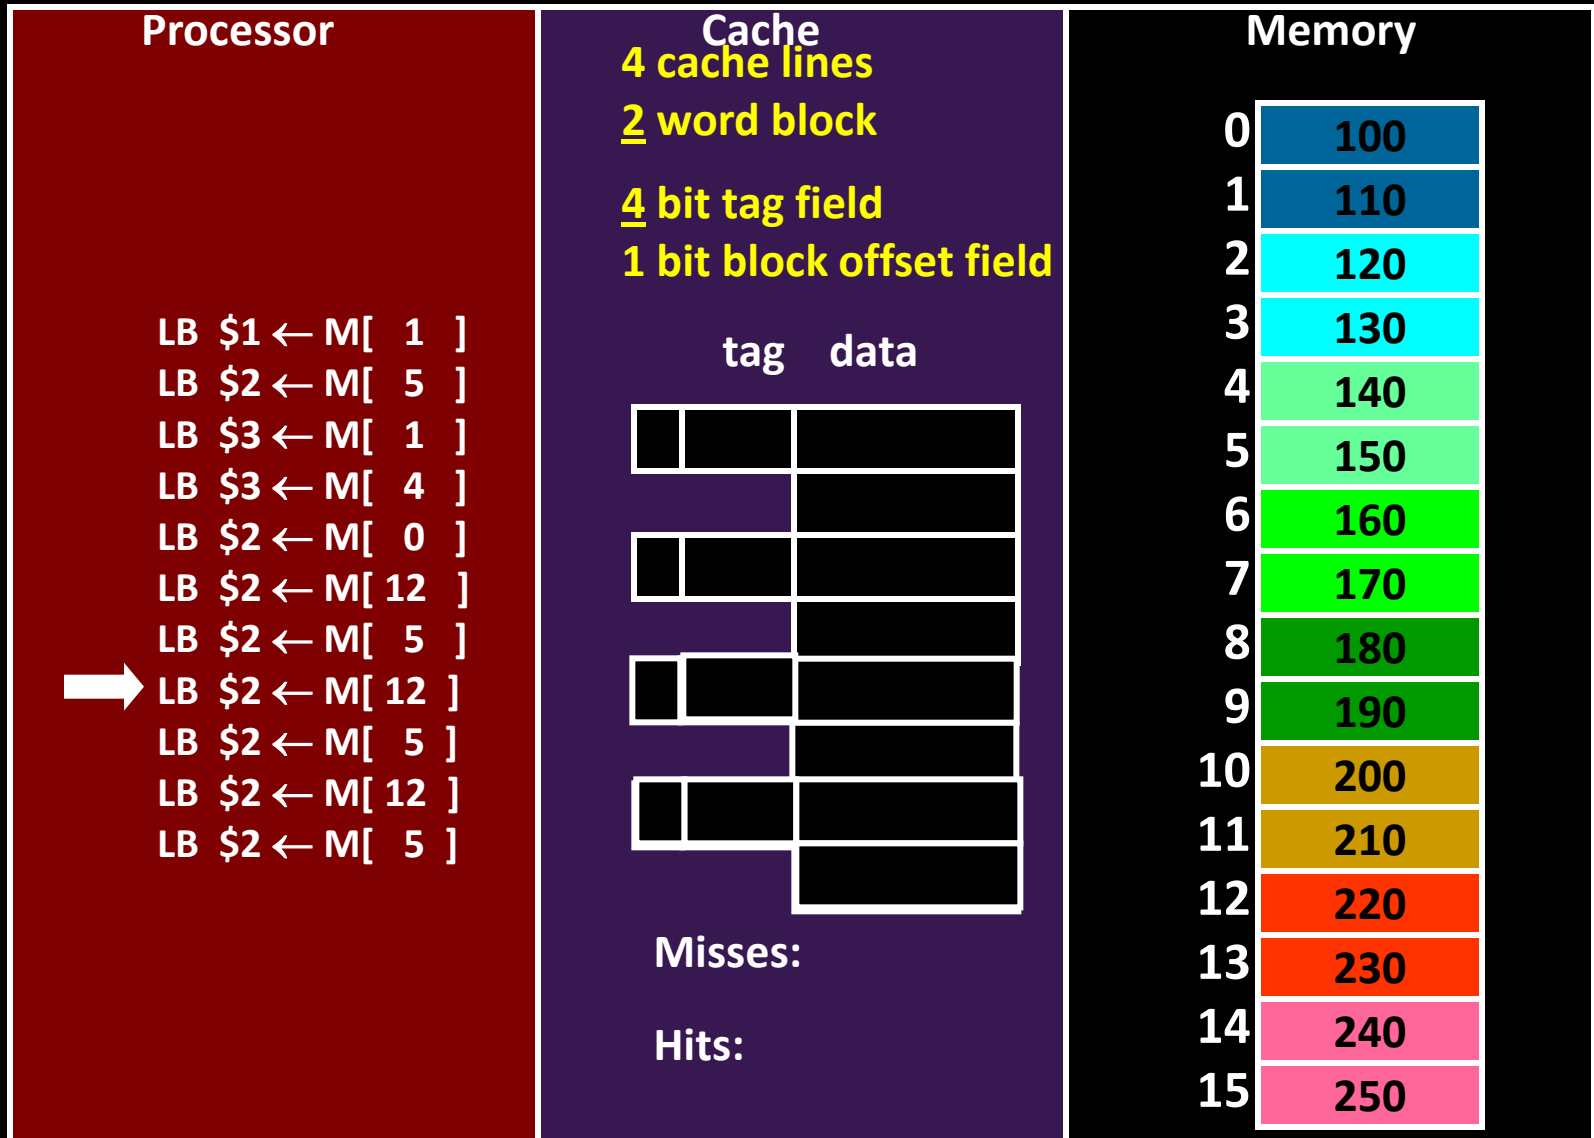 Processor
LB $1 ← M[ 1 ]
LB $2 ← M[ 5 ]
LB $3 ← M[ 1 ]
LB $3 ← M[ 4 ]
LB $2 ← M[ 0 ]
LB $2 ← M[ 12 ]
LB $2 ← M[ 5 ]
LB $2 ← M[ 12 ]
LB $2 ← M[ 5 ]
LB $2 ← M[ 12 ]
LB $2 ← M[ 5 ]
Cache
4 cache lines
2 word block
4 bit tag field
1 bit block offset field
tag data
Misses:
Hits:
Memory
0 100
1 110
2 120
3 130
4 140
5 150
6 160
7 170
8 180
9 190
10 200
11 210
12 220
13 230
14 240
15 250